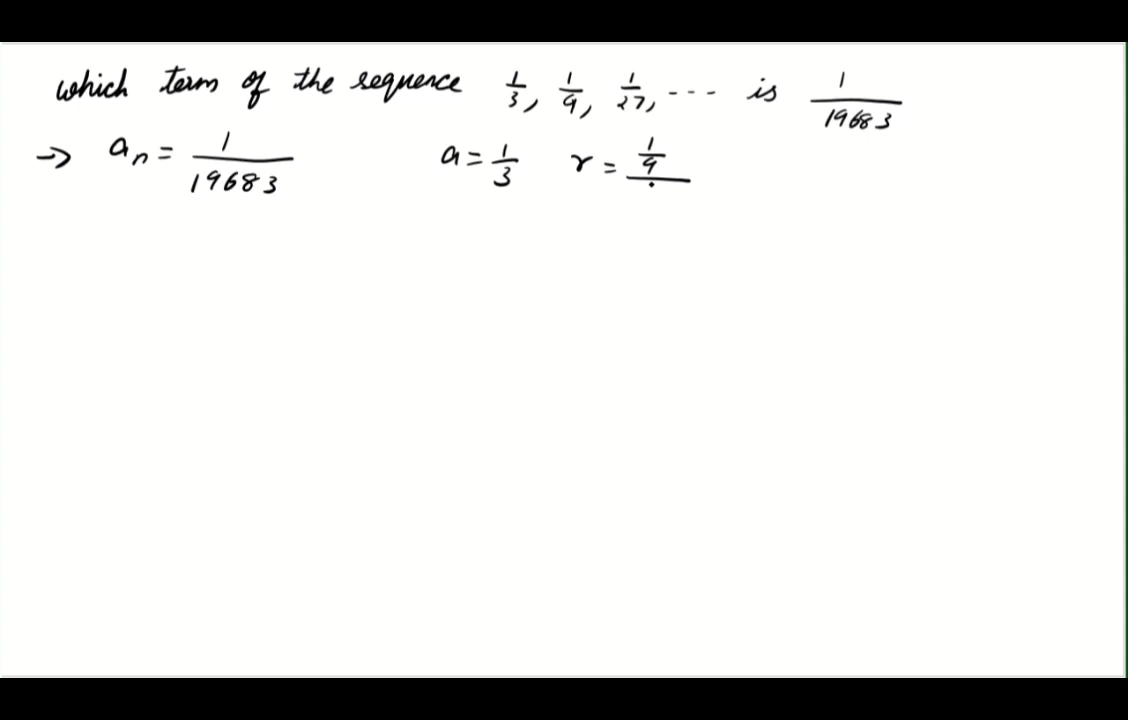 which term of the sequence 1/3, 1/9, 1/27, --- is 1/19683
→ an = 1/19683 a = 1/3 r = 1/9 /